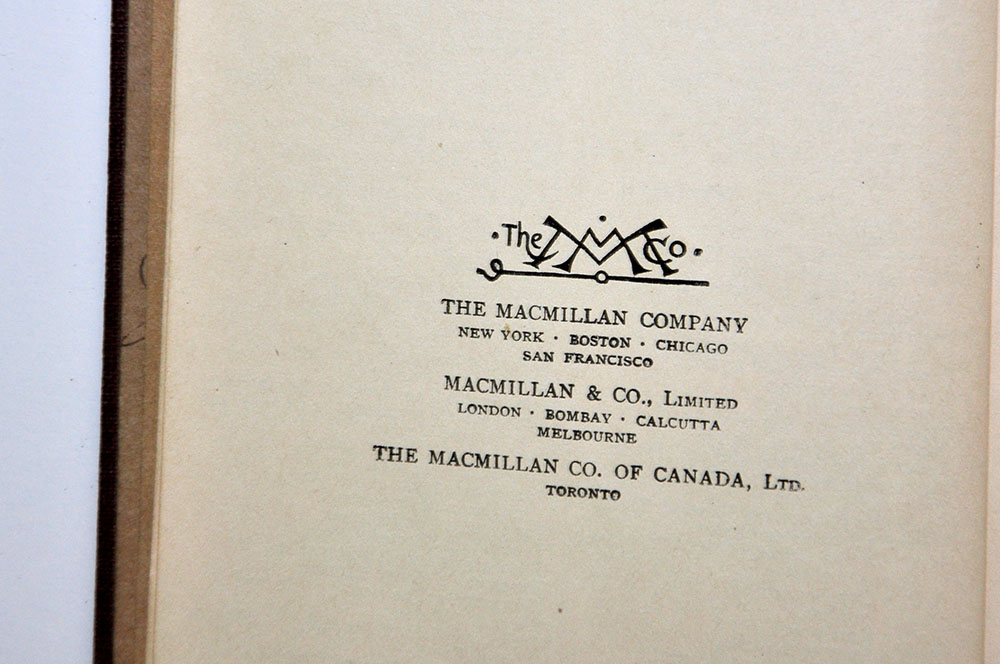 ·The M Co·
THE MACMILLAN COMPANY
NEW YORK · BOSTON · CHICAGO
SAN FRANCISCO
MACMILLAN & CO., LIMITED
LONDON · BOMBAY · CALCUTTA
MELBOURNE
THE MACMILLAN CO. OF CANADA, LTD.
TORONTO